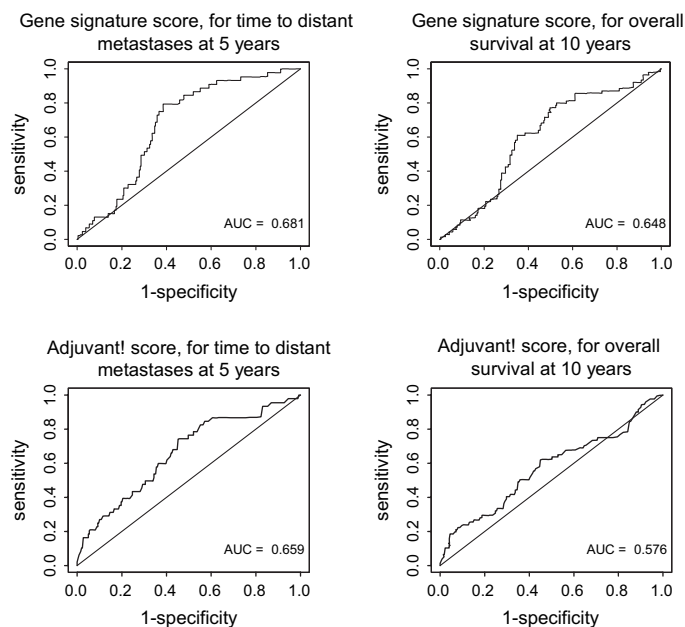 Gene signature score, for time to distant
metastases at 5 years
1.0
0.8
0.6
0.4
0.2
0.0
sensitivity
AUC = 0.681
0.0 0.2 0.4 0.6 0.8 1.0
1-specificity
Gene signature score, for overall
survival at 10 years
1.0
0.8
0.6
0.4
0.2
0.0
sensitivity
AUC = 0.648
0.0 0.2 0.4 0.6 0.8 1.0
1-specificity
Adjuvant! score, for time to distant
metastases at 5 years
1.0
0.8
0.6
0.4
0.2
0.0
sensitivity
AUC = 0.659
0.0 0.2 0.4 0.6 0.8 1.0
1-specificity
Adjuvant! score, for overall
survival at 10 years
1.0
0.8
0.6
0.4
0.2
0.0
sensitivity
AUC = 0.576
0.0 0.2 0.4 0.6 0.8 1.0
1-specificity